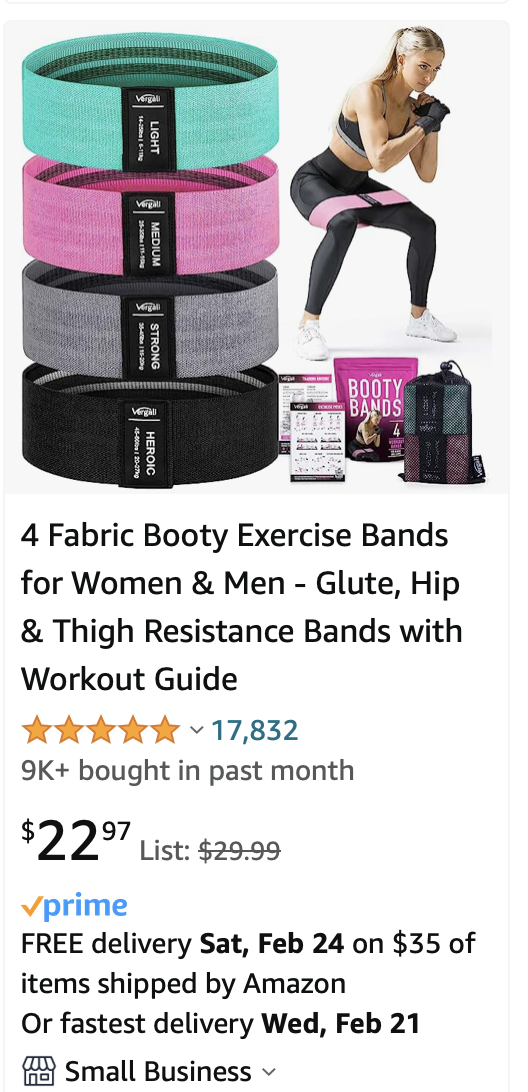 Vergali
LIGHT
Vergali
MEDIUM
Vergali
STRONG
Vergali
HEROIC
BOOTY
BANDS
4
4 Fabric Booty Exercise Bands
for Women & Men - Glute, Hip
& Thigh Resistance Bands with
Workout Guide
17,832
9K+ bought in past month
$22.97 List: $29.99
prime
FREE delivery Sat, Feb 24 on $35 of
items shipped by Amazon
Or fastest delivery Wed, Feb 21
Small Business